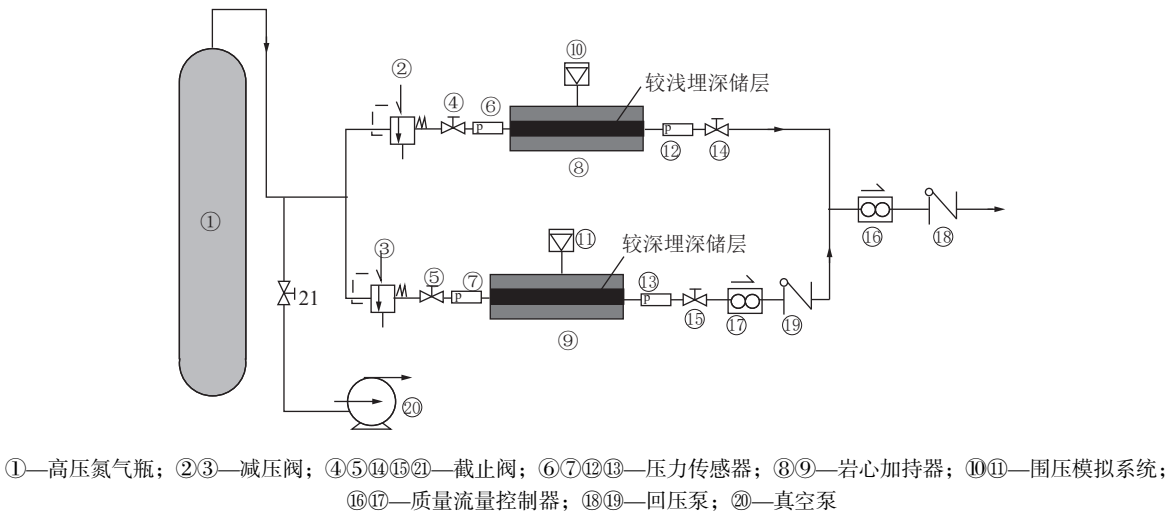 ⑩
②
较浅埋深储层
④
⑥
P
P
⑫
⑭
⑧
①
⑯
⑱
③
⑪
较深埋深储层
⑤
⑦
P
⑬
P
21
⑮
⑰
⑲
⑨
⑳
①—高压氮气瓶；②③—减压阀；④⑤⑭⑮㉑—截止阀；⑥⑦⑫⑬—压力传感器；⑧⑨—岩心加持器；⑩⑪—围压模拟系统；
⑯⑰—质量流量控制器；⑱⑲—回压泵；⑳—真空泵